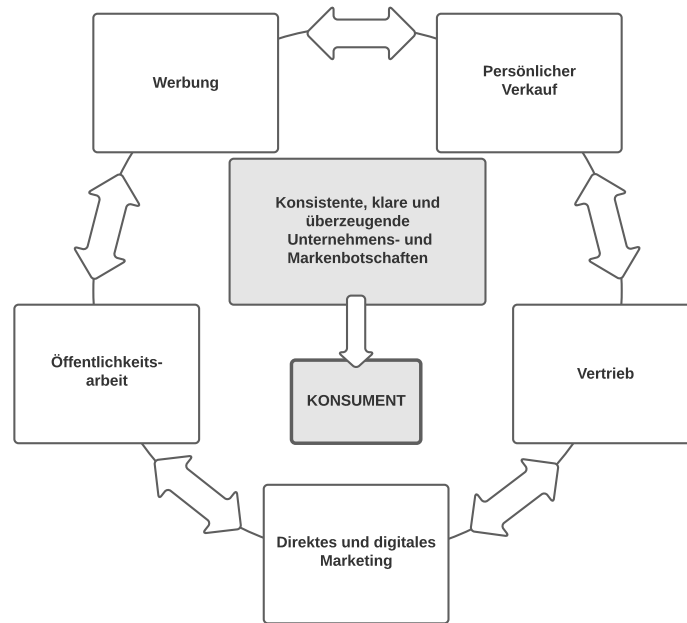 Werbung
Persönlicher
Verkauf
Konsistente, klare und
überzeugende
Unternehmens- und
Markenbotschaften
Öffentlichkeits-
arbeit
KONSUMENT
Vertrieb
Direktes und digitales
Marketing